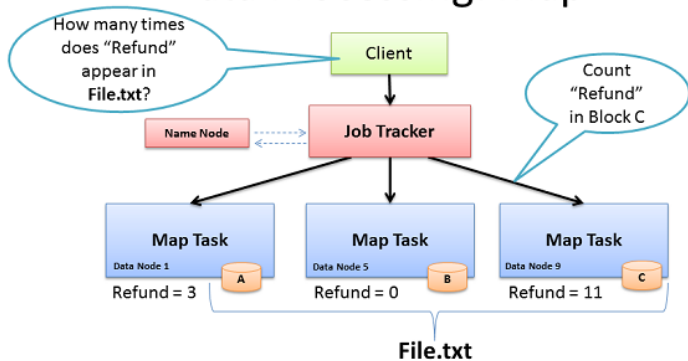 How many times
does “Refund”
appear in
File.txt?
Client
Count
“Refund”
in Block C
Name Node
Job Tracker
Map Task
Data Node 1
A
Refund = 3
Map Task
Data Node 5
B
Refund = 0
Map Task
Data Node 9
C
Refund = 11
File.txt